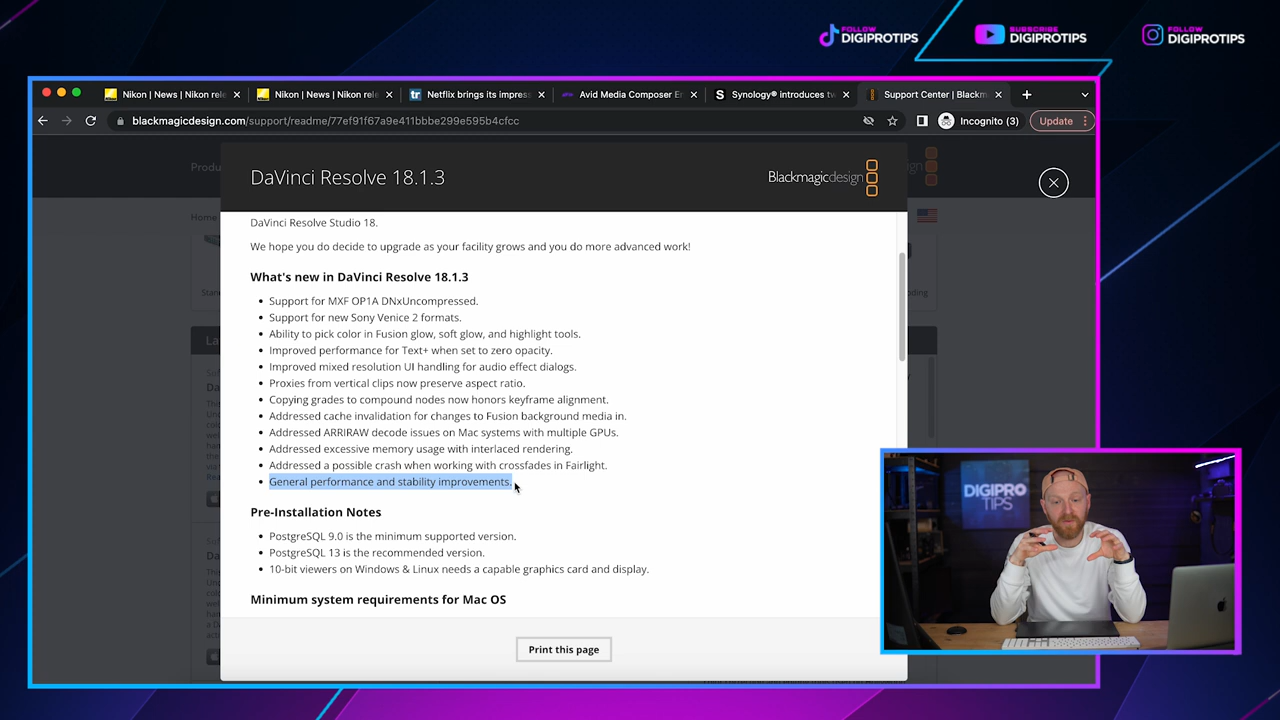 FOLLOW
DIGIPROTIPS
SUBSCRIBE
DIGIPROTIPS
FOLLOW
DIGIPROTIPS
Nikon | News | Nikon rele
Nikon | News | Nikon rele
Netflix brings its impress
Avid Media Composer En
Synology® introduces tw
Support Center | Blackm
blackmagicdesign.com/support/readme/77ef91f67a9e411bbbe299e595b4cfcc
Incognito (3)
Update
Produ
DaVinci Resolve 18.1.3
Blackmagicdesign
Home
DaVinci Resolve Studio 18.
We hope you do decide to upgrade as your facility grows and you do more advanced work!
What's new in DaVinci Resolve 18.1.3
• Support for MXF OP1A DNxUncompressed.
• Support for new Sony Venice 2 formats.
• Ability to pick color in Fusion glow, soft glow, and highlight tools.
• Improved performance for Text+ when set to zero opacity.
• Improved mixed resolution UI handling for audio effect dialogs.
• Proxies from vertical clips now preserve aspect ratio.
• Copying grades to compound nodes now honors keyframe alignment.
• Addressed cache invalidation for changes to Fusion background media in.
• Addressed ARRIRAW decode issues on Mac systems with multiple GPUs.
• Addressed excessive memory usage with interlaced rendering.
• Addressed a possible crash when working with crossfades in Fairlight.
• General performance and stability improvements.
Pre-Installation Notes
• PostgreSQL 9.0 is the minimum supported version.
• PostgreSQL 13 is the recommended version.
• 10-bit viewers on Windows & Linux needs a capable graphics card and display.
Minimum system requirements for Mac OS
Print this page
DIGIPRO
TIPS